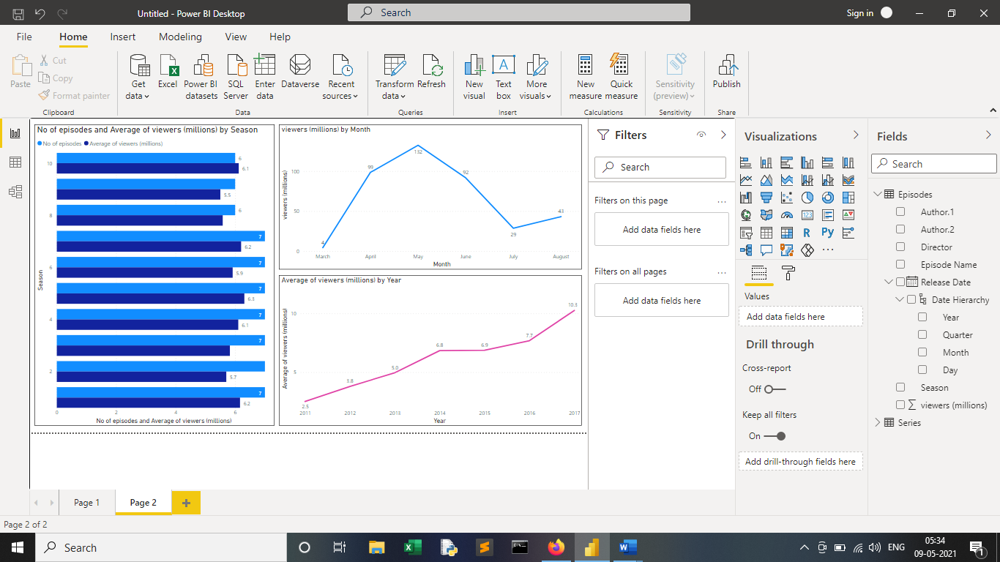 Untitled - Power BI Desktop
Search
Sign in
File Home Insert Modeling View Help
Paste
Cut
Copy
Format painter
Clipboard
Get data
Excel
Power BI datasets
SQL Server
Enter data
Dataverse
Recent sources
Data
Transform data
Refresh
Queries
New visual
Text box
More visuals
Insert
New measure
Quick measure
Calculations
Sensitivity (preview)
Sensitivity
Publish
Share
No of episodes and Average of viewers (millions) by Season
No of episodes Average of viewers (millions)
Season
10
6
6.1
5.5
8
6
7
6.2
6
7
5.9
7
6.3
4
7
6.1
7
2
5.7
7
6.2
0 2 4 6
No of episodes and Average of viewers (millions)
viewers (millions) by Month
viewers (millions)
100
50
0
4
99
132
92
29
43
March April May June July August
Month
Average of viewers (millions) by Year
Average of viewers (millions)
10
5
2.5
3.8
5.0
6.8
6.9
7.7
10.3
2011 2012 2013 2014 2015 2016 2017
Year
Filters
Search
Filters on this page ...
Add data fields here
Filters on all pages ...
Add data fields here
Visualizations
123
R
Py
...
Values
Add data fields here
Drill through
Cross-report
Off
Keep all filters
On
Add drill-through fields here
Fields
Search
Episodes
Author.1
Author.2
Director
Episode Name
Release Date
Date Hierarchy
Year
Quarter
Month
Day
Season
∑ viewers (millions)
Series
Page 1
Page 2
+
Page 2 of 2
Search
ENG
05:34
09-05-2021
1